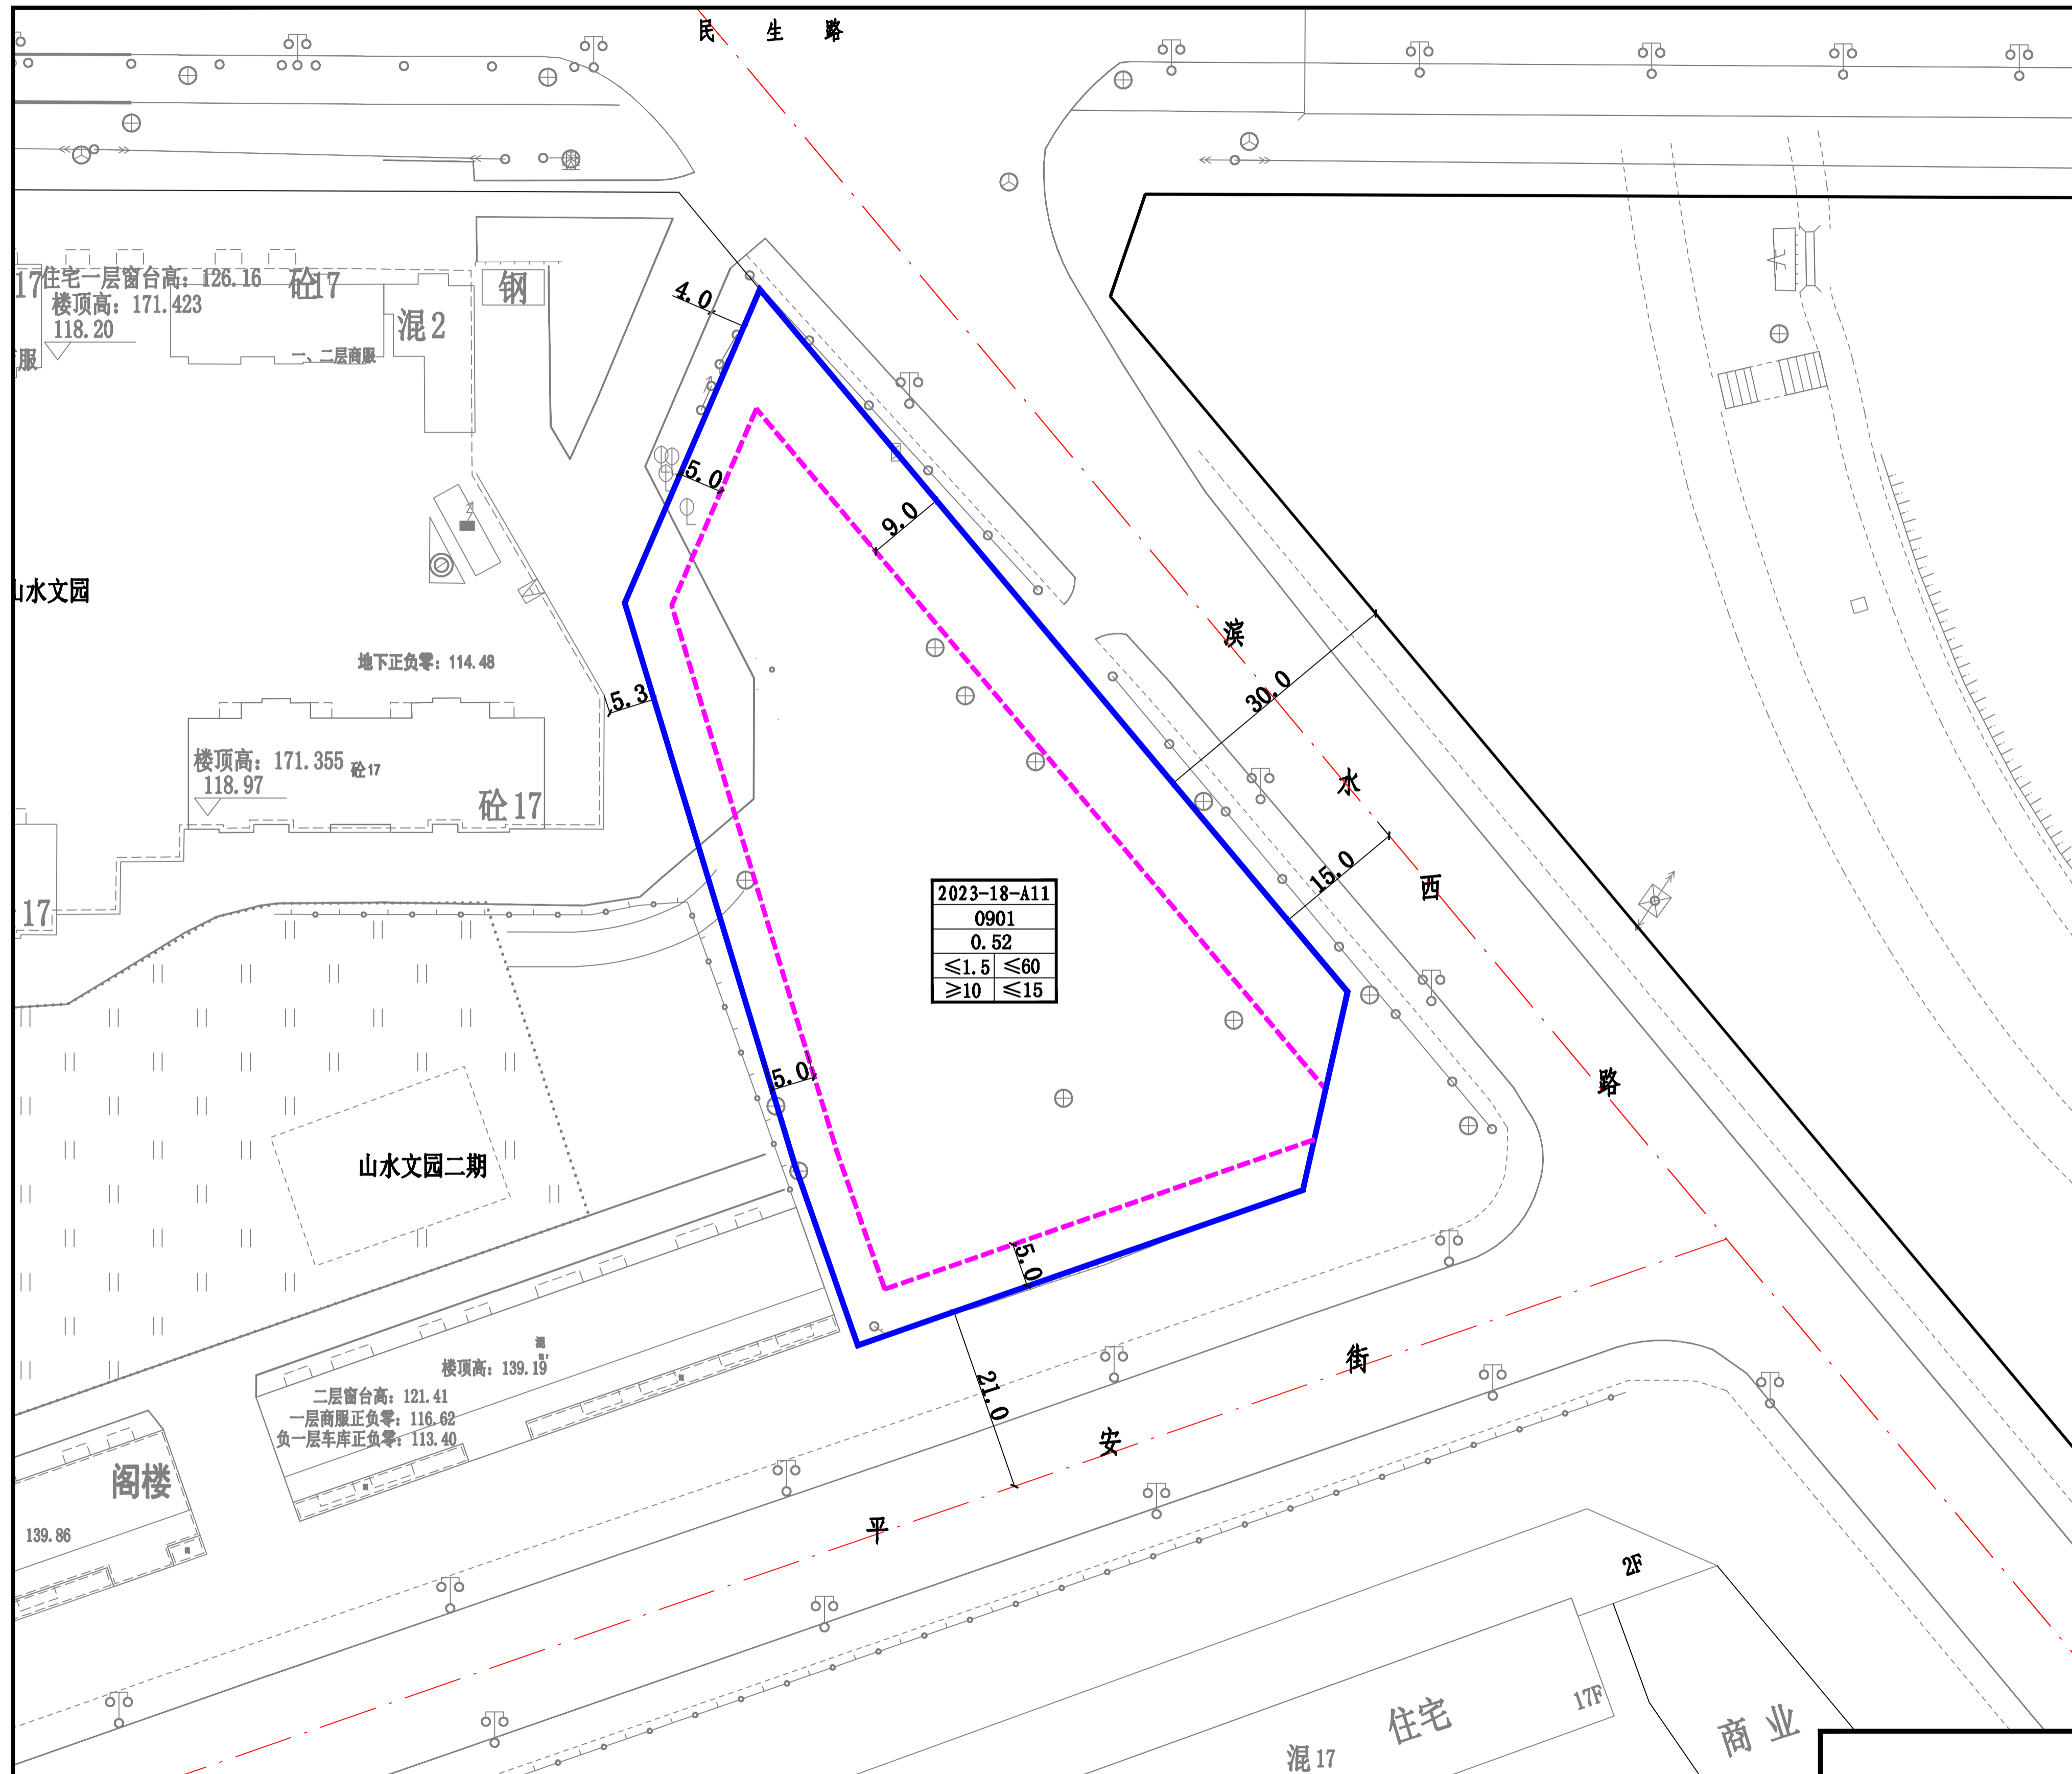 民 生 路
17
住宅一层窗台高：126.16
砼17
楼顶高：171.423
118.20
混2
钢
服
一、二层商服
4.0
5.0
9.0
山水文园
滨
地下正负零：114.48
30.0
5.3
水
楼顶高：171.355
砼17
118.97
砼17
15.0
西
17
2023-18-A11
0901
0.52
≤1.5 ≤60
≥10 ≤15
5.0
路
山水文园二期
5.0
混
楼顶高：139.19
二层窗台高：121.41
一层商服正负零：116.62
负一层车库正负零：113.40
21.0
街
安
平
阁楼
139.86
2F
17F
住宅
商业
混17